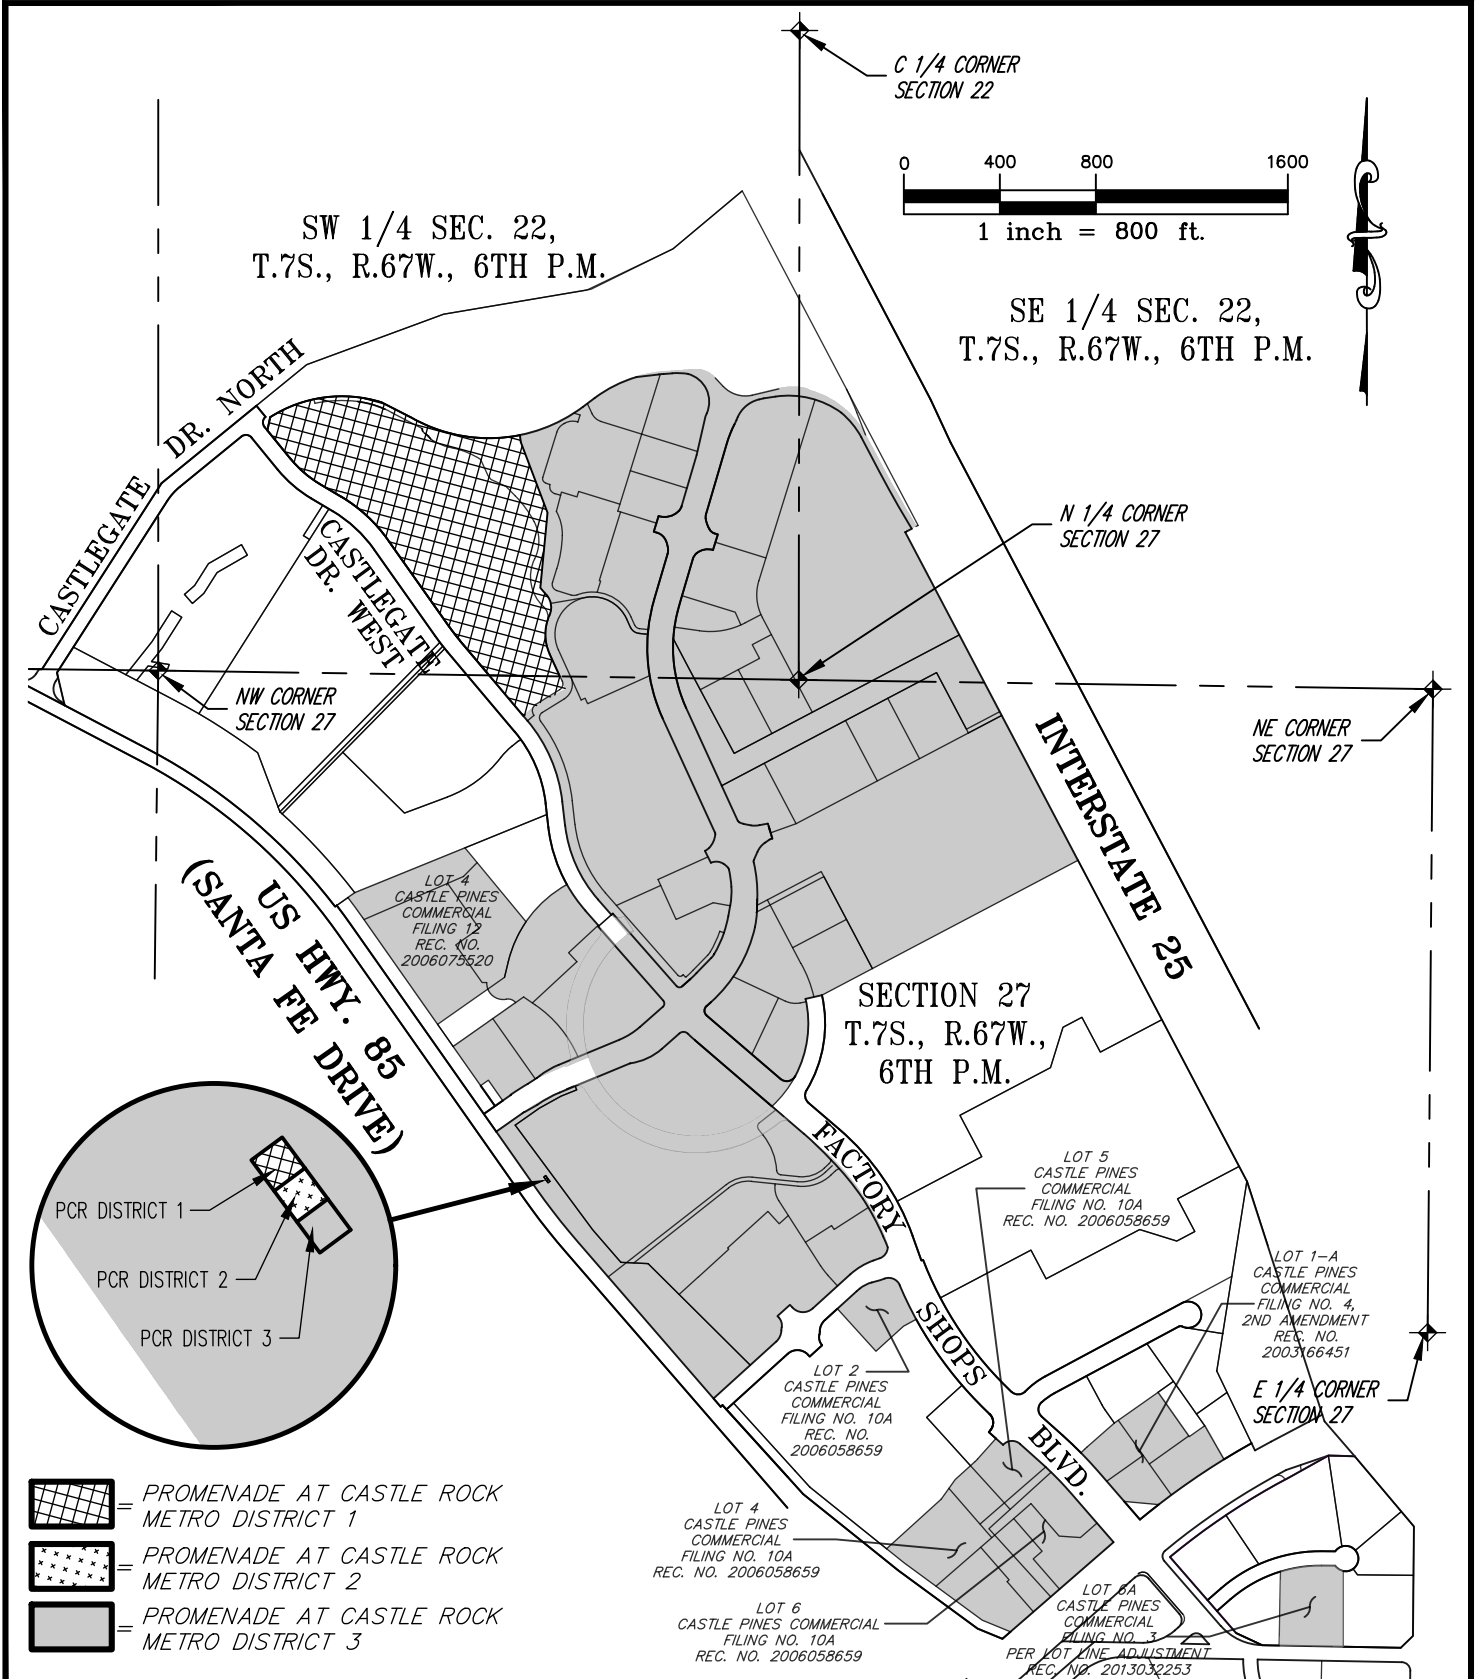 C 1/4 CORNER
SECTION 22
0 400 800 1600
1 inch = 800 ft.
SW 1/4 SEC. 22,
T.7S., R.67W., 6TH P.M.
SE 1/4 SEC. 22,
T.7S., R.67W., 6TH P.M.
CASTLEGATE DR. NORTH
CASTLEGATE
DR. WEST
N 1/4 CORNER
SECTION 27
NW CORNER
SECTION 27
NE CORNER
SECTION 27
INTERSTATE 25
US HWY. 85
(SANTA FE DRIVE)
LOT 4
CASTLE PINES
COMMERCIAL
FILING 12
REC. NO.
2006075520
SECTION 27
T.7S., R.67W.,
6TH P.M.
FACTORY SHOPS BLVD.
PCR DISTRICT 1
PCR DISTRICT 2
PCR DISTRICT 3
LOT 5
CASTLE PINES
COMMERCIAL
FILING NO. 10A
REC. NO. 2006058659
LOT 1-A
CASTLE PINES
COMMERCIAL
FILING NO. 4,
2ND AMENDMENT
REC. NO.
2003166451
E 1/4 CORNER
SECTION 27
LOT 2
CASTLE PINES
COMMERCIAL
FILING NO. 10A
REC. NO.
2006058659
LOT 4
CASTLE PINES
COMMERCIAL
FILING NO. 10A
REC. NO. 2006058659
LOT 6
CASTLE PINES COMMERCIAL
FILING NO. 10A
REC. NO. 2006058659
LOT 6A
CASTLE PINES
COMMERCIAL
FILING NO. 3
PER LOT LINE ADJUSTMENT
REC. NO. 2013032253
= PROMENADE AT CASTLE ROCK
METRO DISTRICT 1
= PROMENADE AT CASTLE ROCK
METRO DISTRICT 2
= PROMENADE AT CASTLE ROCK
METRO DISTRICT 3